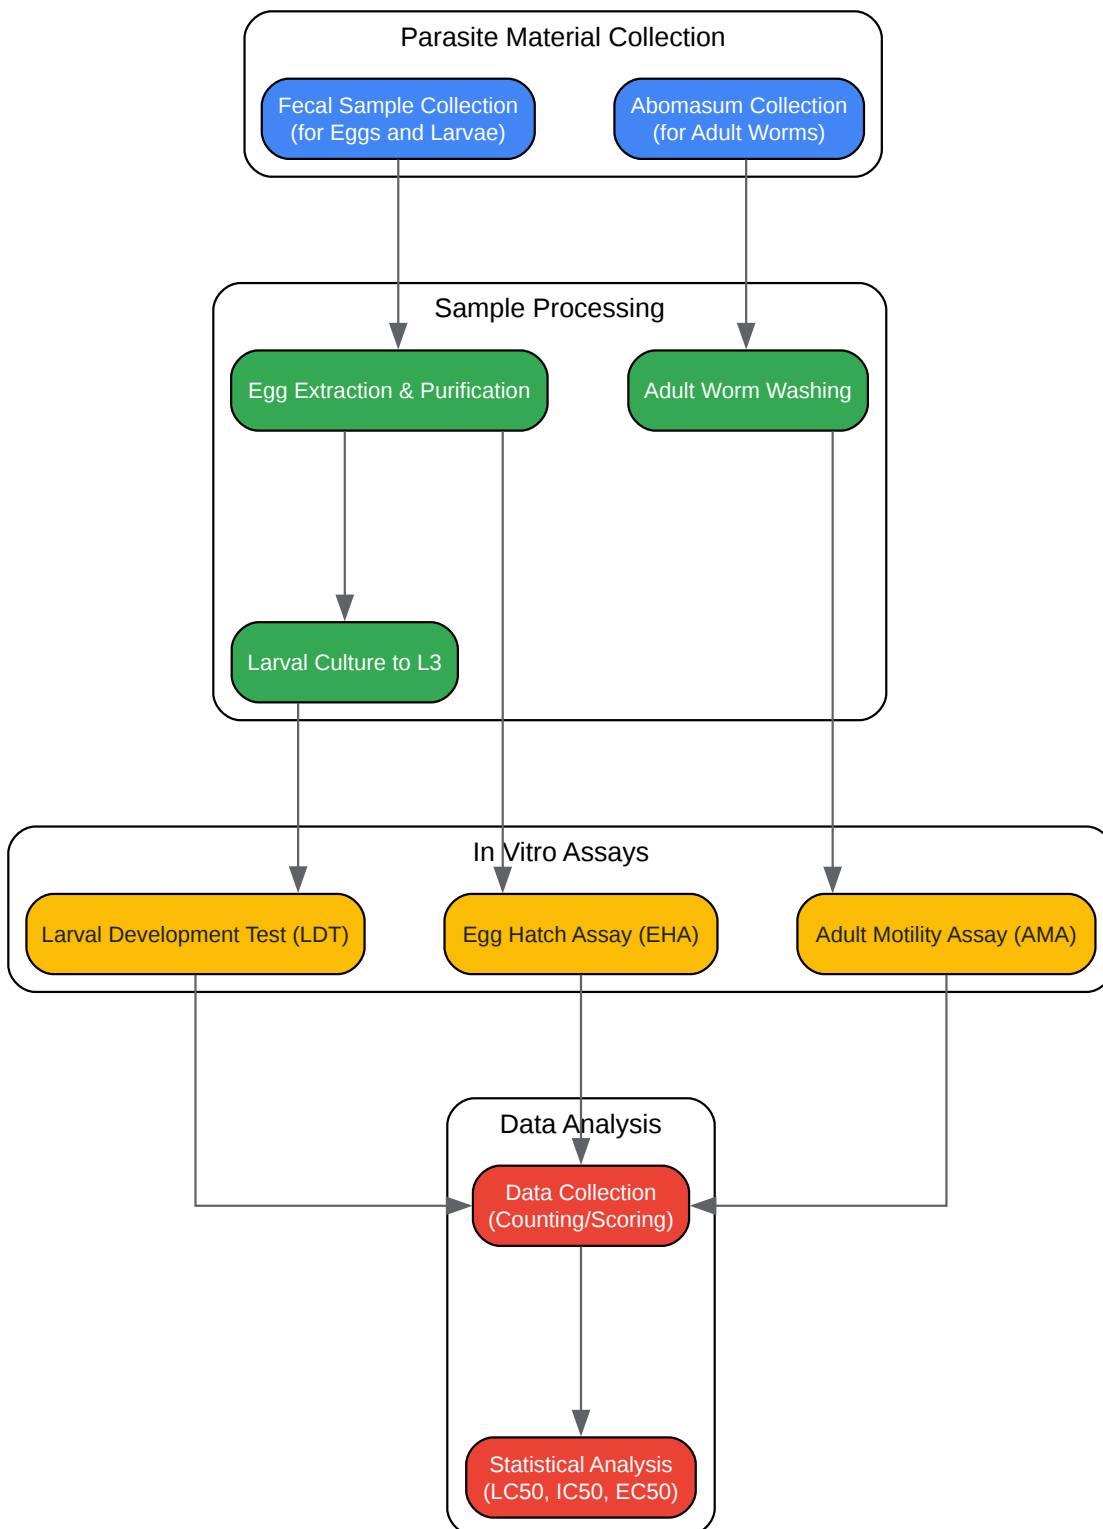 Parasite Material Collection
Fecal Sample Collection
(for Eggs and Larvae)
Abomasum Collection
(for Adult Worms)
Sample Processing
Egg Extraction & Purification
Adult Worm Washing
Larval Culture to L3
In Vitro Assays
Larval Development Test (LDT)
Egg Hatch Assay (EHA)
Adult Motility Assay (AMA)
Data Analysis
Data Collection
(Counting/Scoring)
Statistical Analysis
(LC50, IC50, EC50)